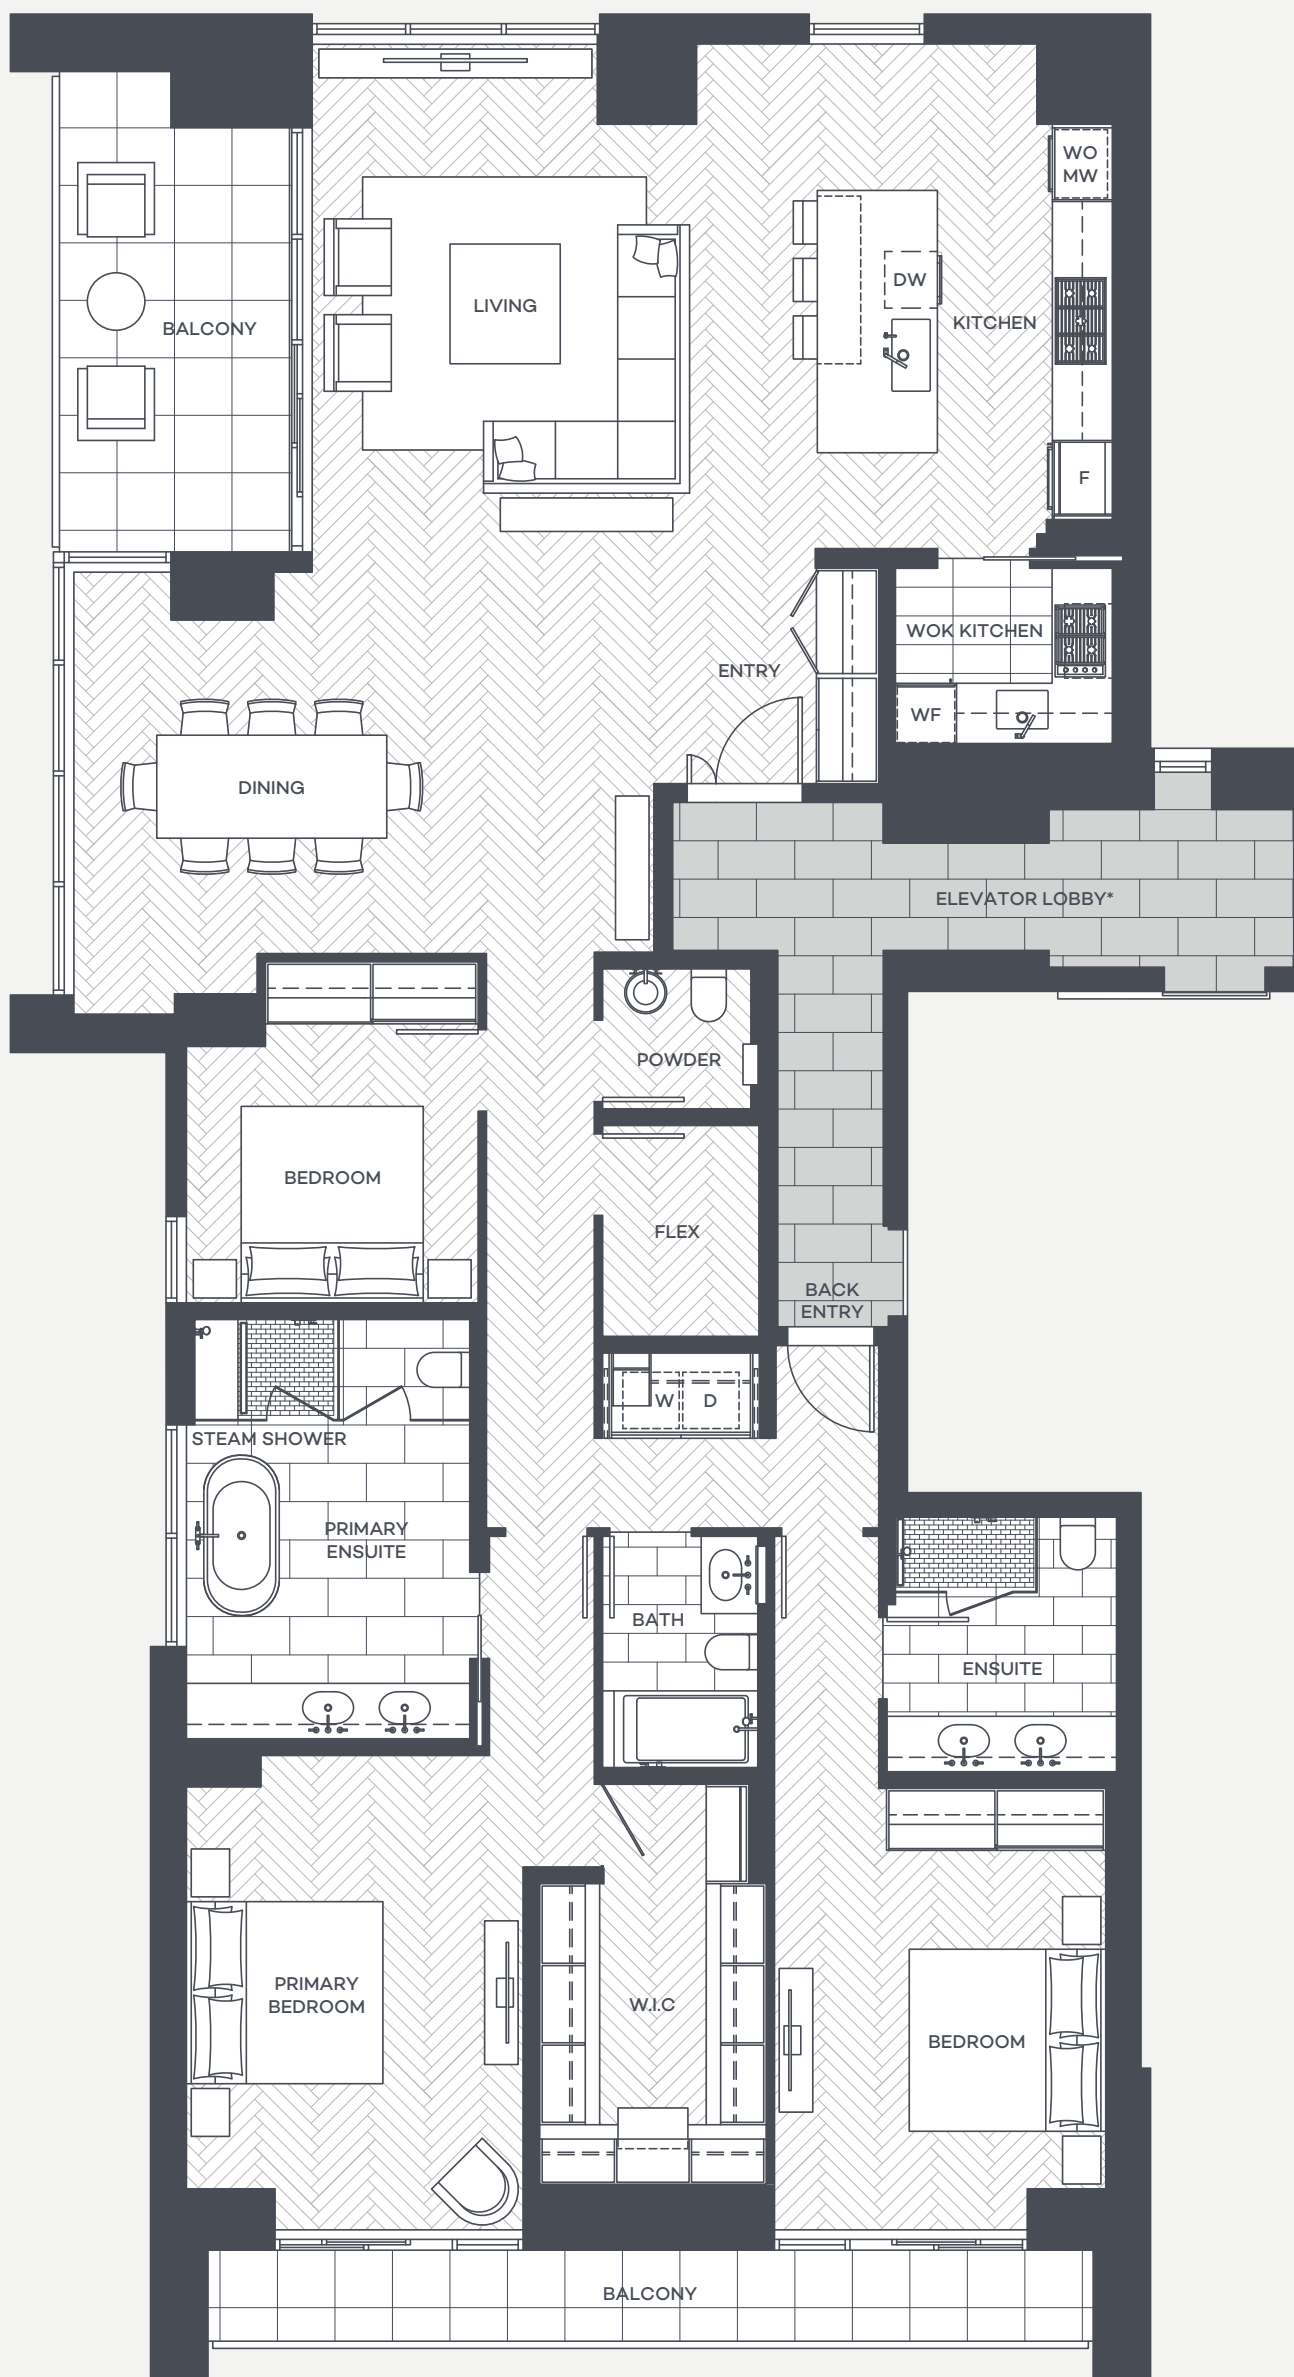 WO
MW
LIVING
DW
KITCHEN
BALCONY
F
WOK KITCHEN
ENTRY
WF
DINING
ELEVATOR LOBBY*
POWDER
BEDROOM
FLEX
BACK
ENTRY
W
D
STEAM SHOWER
PRIMARY
ENSUITE
BATH
ENSUITE
PRIMARY
BEDROOM
W.I.C
BEDROOM
BALCONY